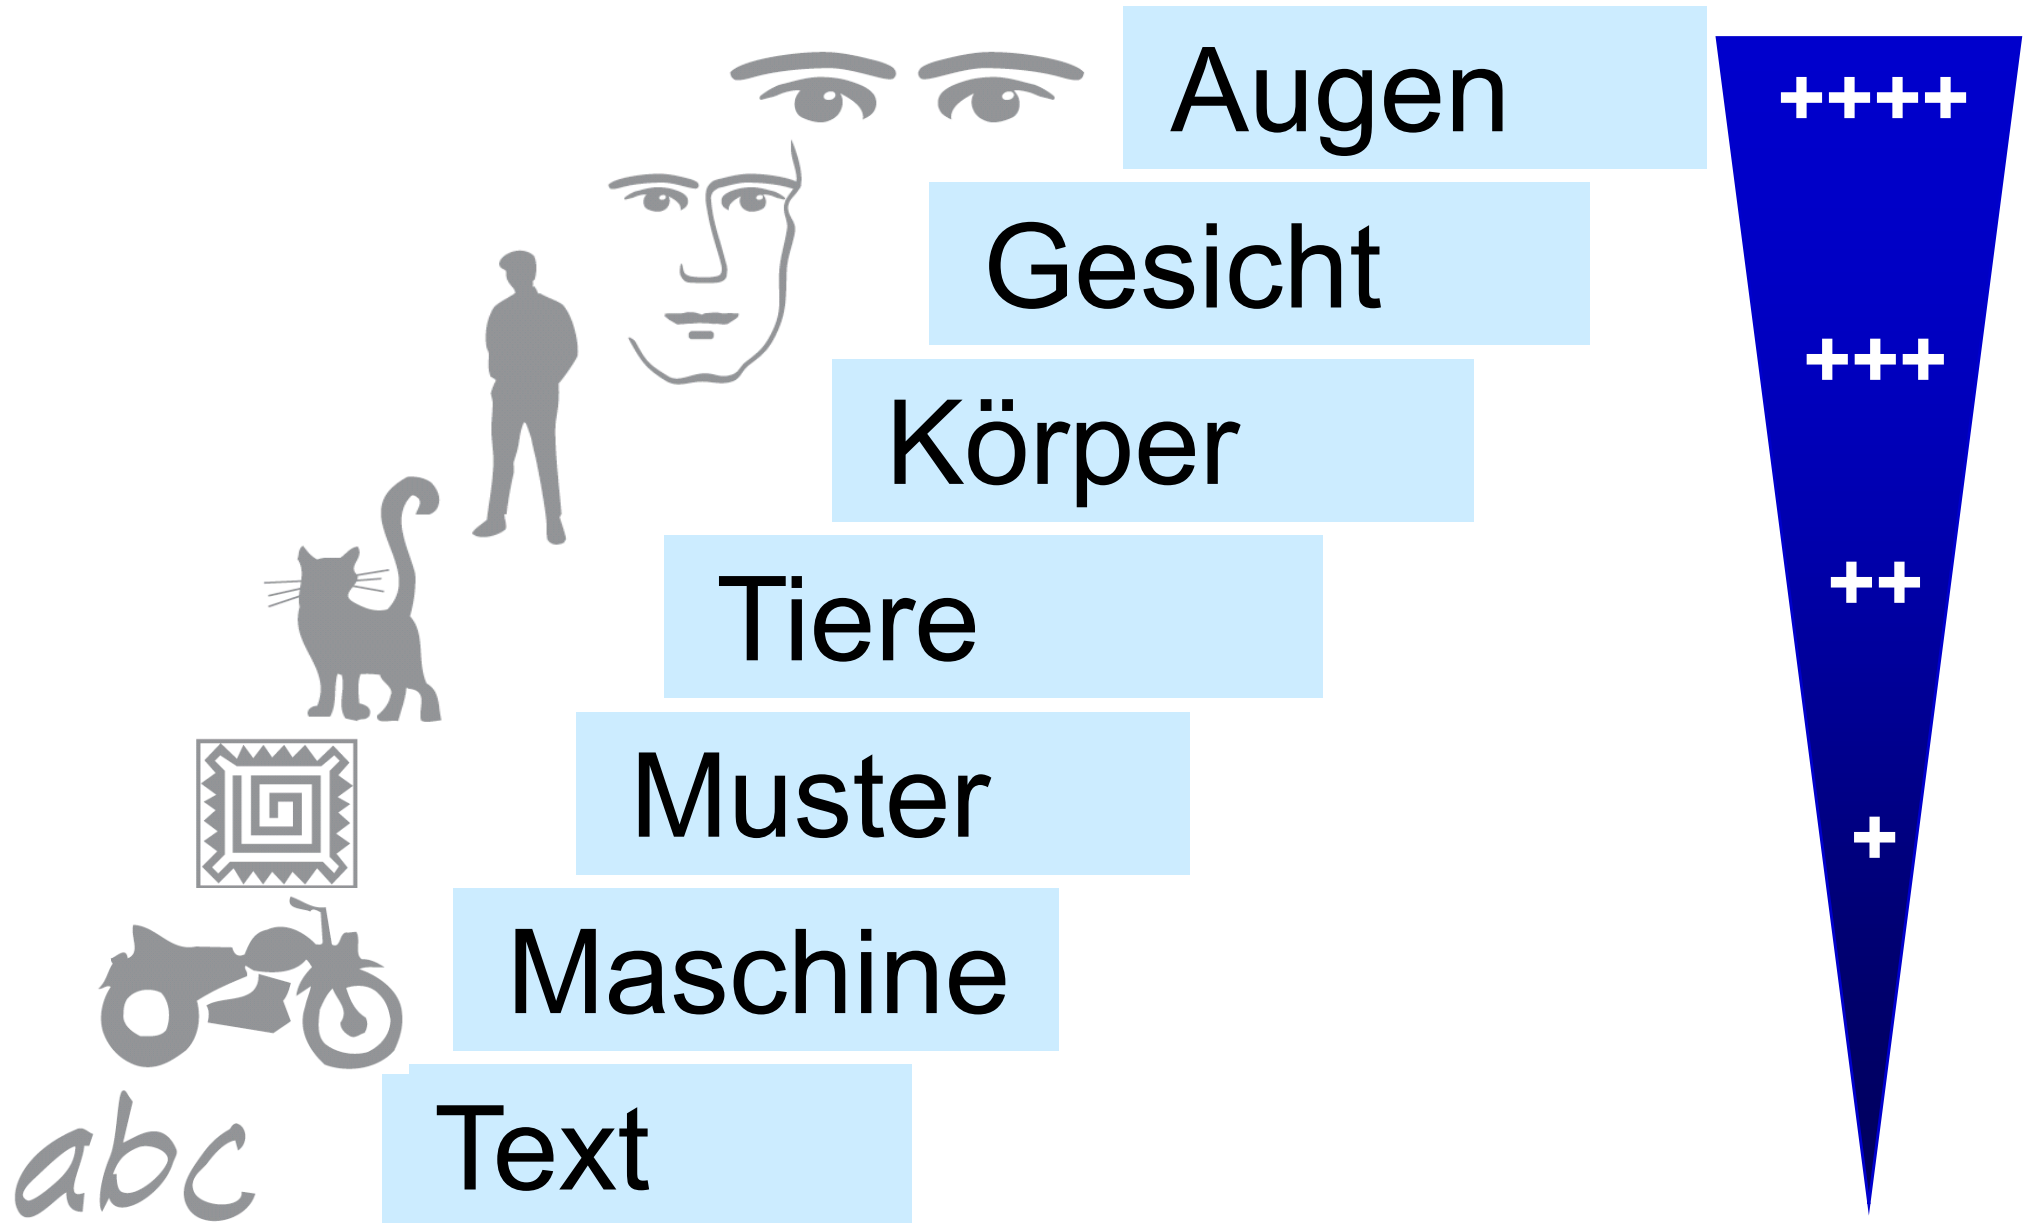 Augen
++++
Gesicht
+++
Körper
Tiere
++
Muster
+
Maschine
Text
abc